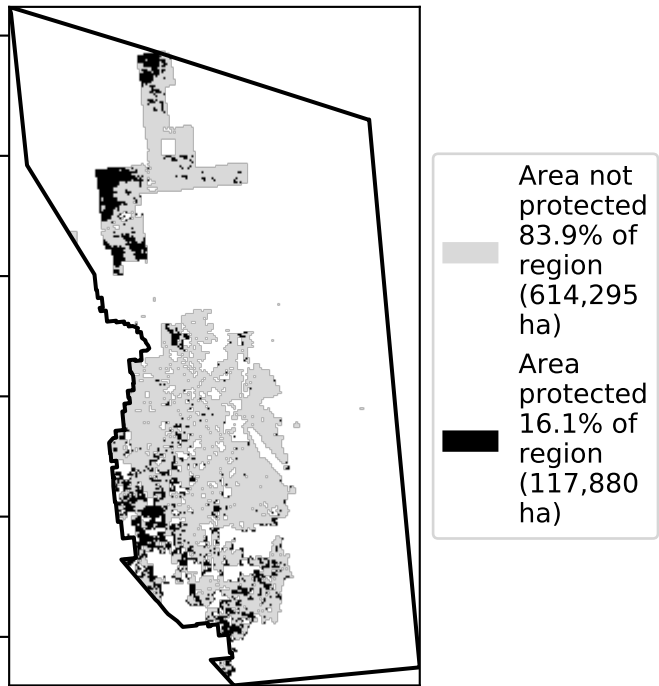 Area not
protected
83.9% of
region
(614,295
ha)
Area
protected
16.1% of
region
(117,880
ha)